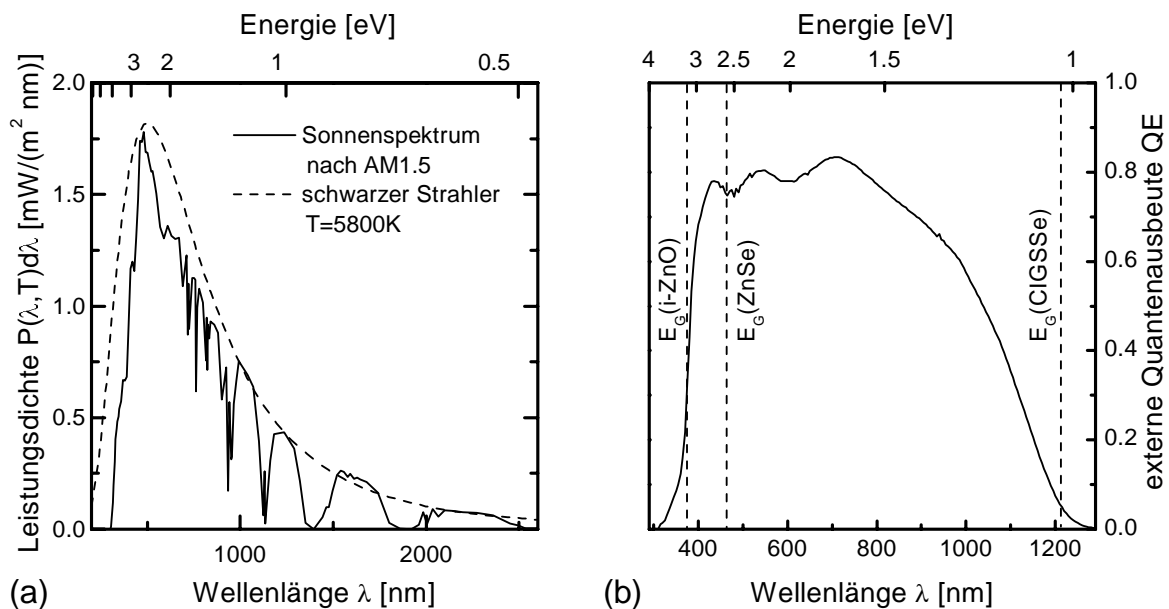 Energie [eV]
3 2 1 0.5
Leistungsdichte P(λ,T)dλ [mW/(m² nm)]
2.0
1.5
1.0
0.5
0.0
Sonnenspektrum
nach AM1.5
schwarzer Strahler
T=5800K
1000 2000
Wellenlänge λ [nm]
(a)
Energie [eV]
4 3 2.5 2 1.5 1
E_G(i-ZnO)
E_G(ZnSe)
E_G(CIGSSe)
1.0
0.8
0.6
0.4
0.2
0.0
externe Quantenausbeute QE
400 600 800 1000 1200
Wellenlänge λ [nm]
(b)